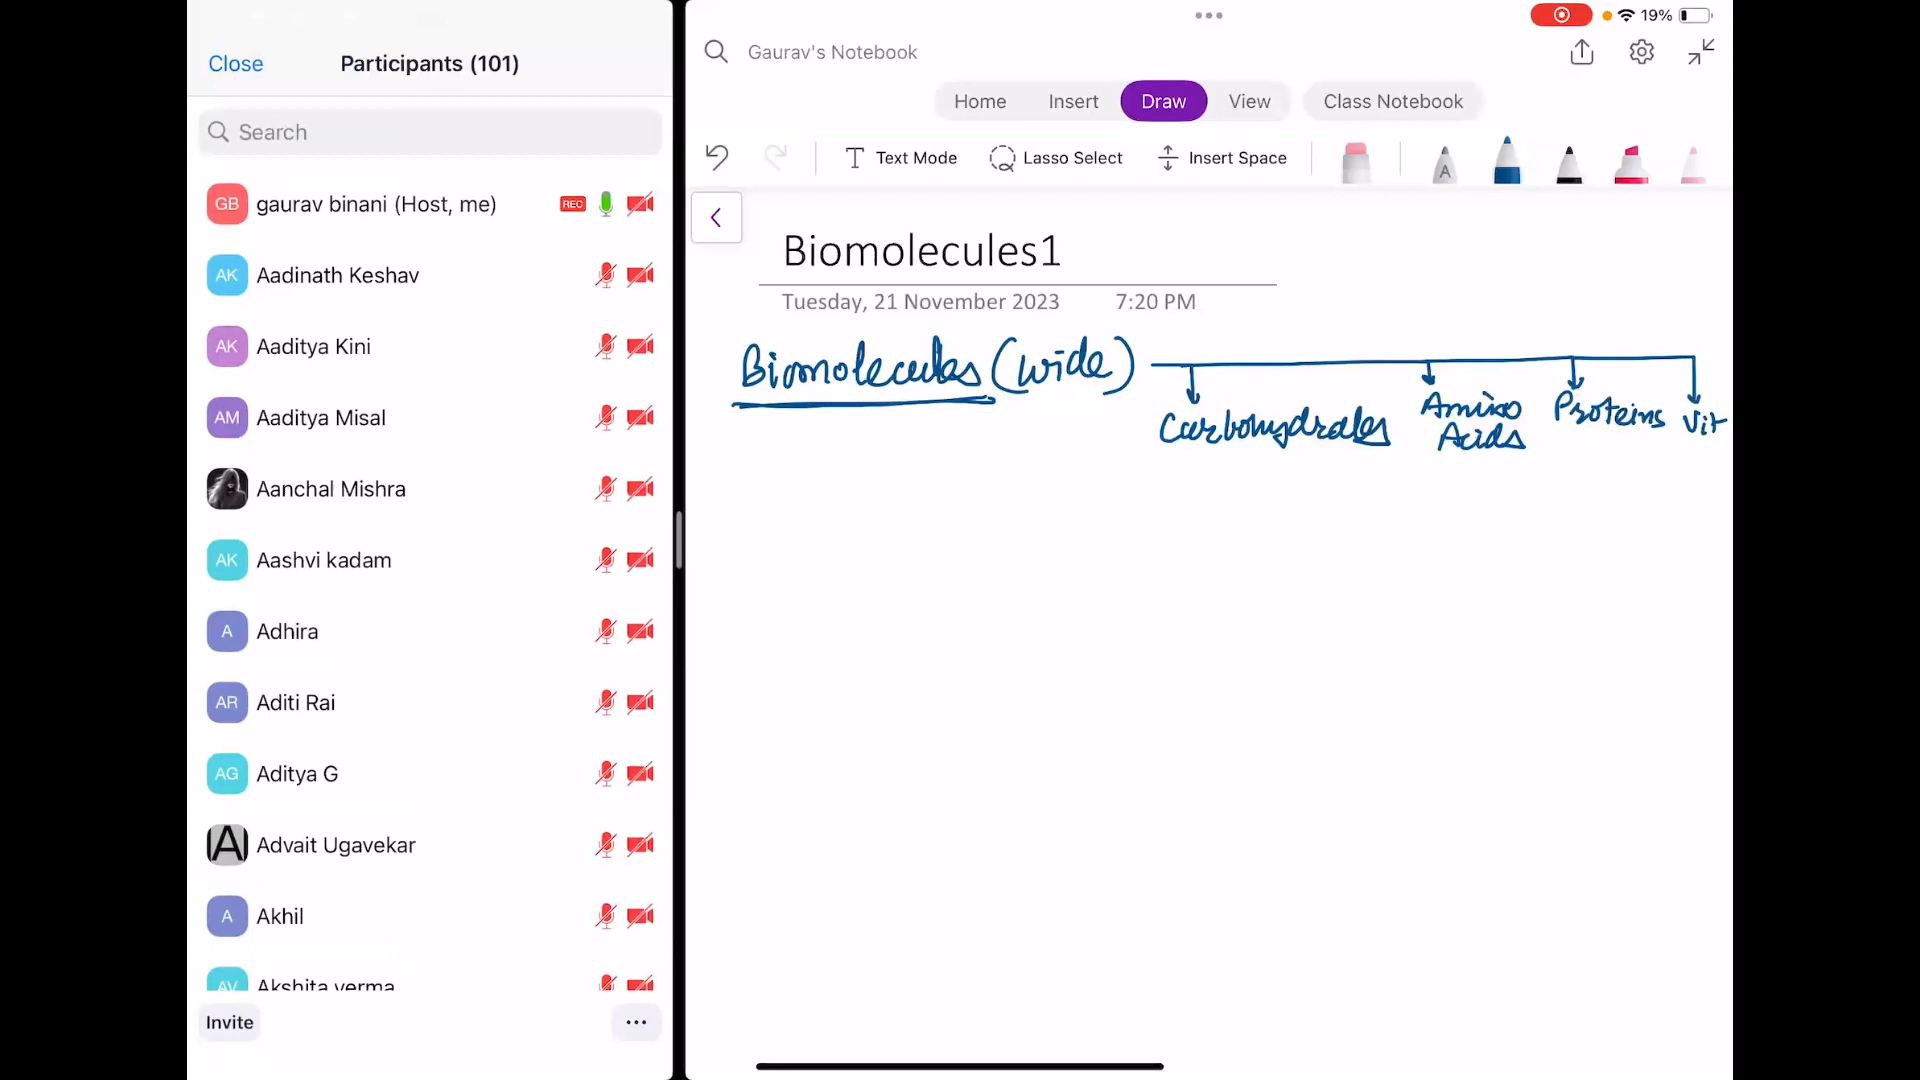 Close
Participants (101)
Search
GB gaurav binani (Host, me) REC
AK Aadinath Keshav
AK Aaditya Kini
AM Aaditya Misal
Aanchal Mishra
AK Aashvi kadam
A Adhira
AR Aditi Rai
AG Aditya G
A Advait Ugavekar
A Akhil
AV Akshita verma
Invite
19%
Gaurav's Notebook
Home Insert Draw View Class Notebook
Text Mode Lasso Select Insert Space
A
Biomolecules1
Tuesday, 21 November 2023 7:20 PM
Biomolecules (wide)
Carbohydrates Amino Acids Proteins Vit